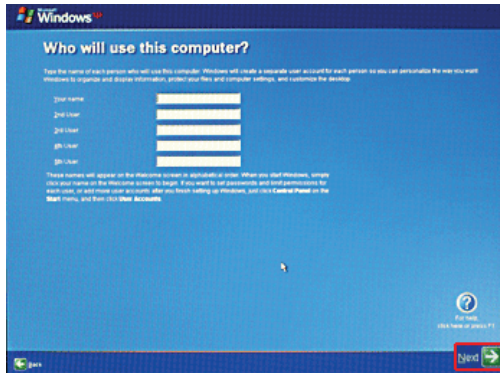 Microsoft
Windows xp
Who will use this computer?
Type the name of each person who will use this computer. Windows will create a separate user account for each person so you can personalize the way you want
Windows to organize and display information, protect your files and computer settings, and customize the desktop.
Your name
2nd User
3rd User
4th User
5th User
These names will appear on the Welcome screen in alphabetical order. When you start Windows, simply
click your name on the Welcome screen to begin. If you want to set passwords and limit permissions for
each user, or add more user accounts after you finish setting up Windows, just click Control Panel on the
Start menu, and then click User Accounts.
For help,
click here or press F1
Back
Next